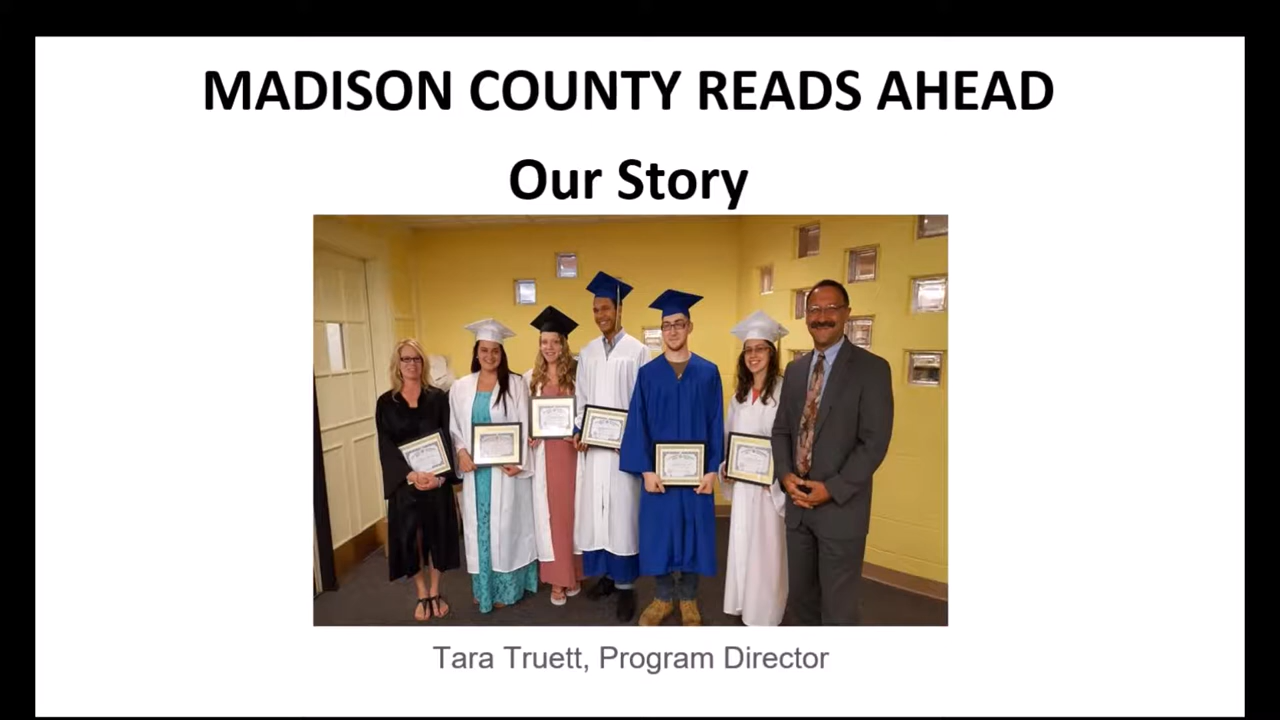 MADISON COUNTY READS AHEAD
Our Story
Tara Truett, Program Director